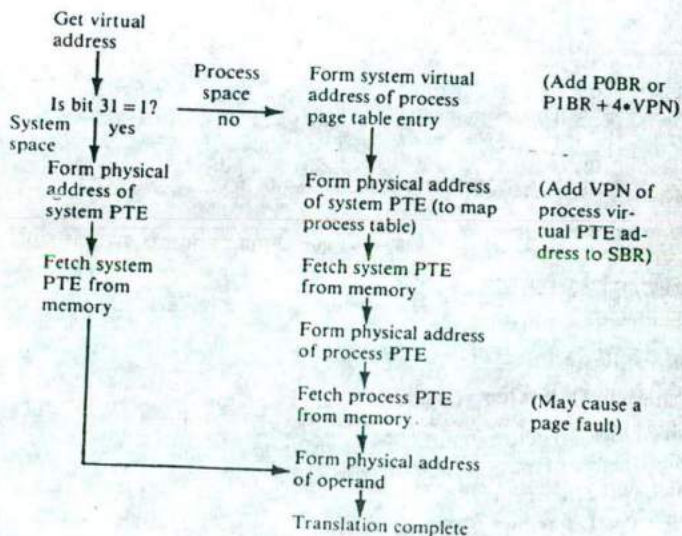 Get virtual
address
Is bit 31 = 1?
Process
space
no
System
space
yes
Form physical
address of
system PTE
Fetch system
PTE from
memory
Form system virtual
address of process
page table entry
(Add P0BR or
P1BR + 4•VPN)
Form physical address
of system PTE (to map
process table)
(Add VPN of
process vir-
tual PTE ad-
dress to SBR)
Fetch system PTE
from memory
Form physical address
of process PTE
Fetch process PTE
from memory
(May cause a
page fault)
Form physical address
of operand
Translation complete